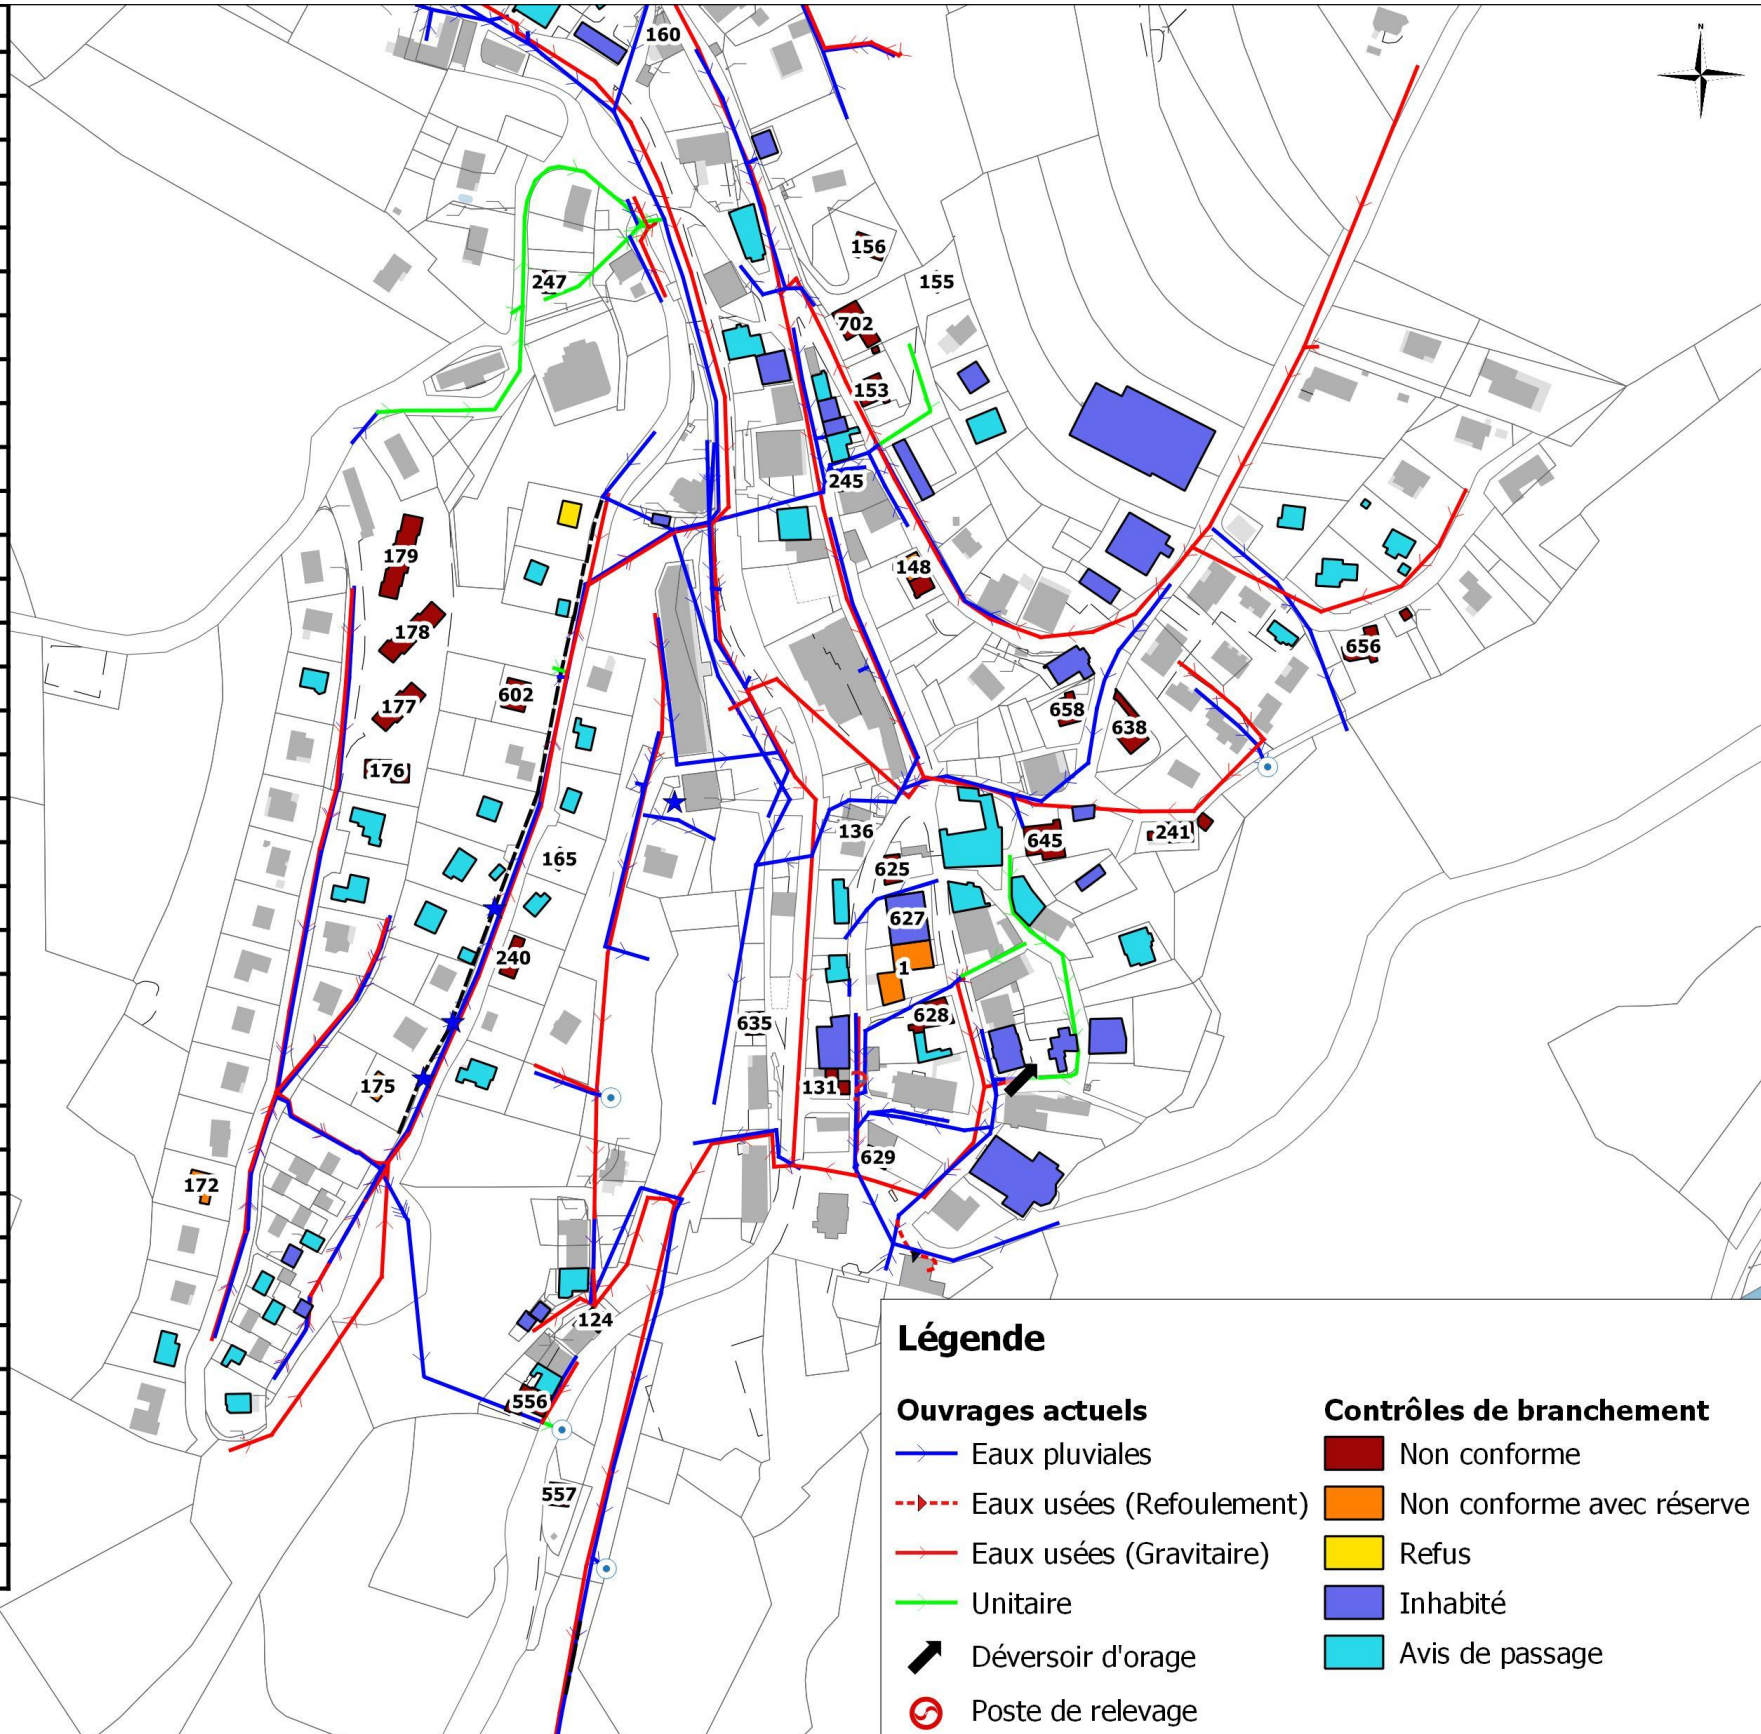 N
160
156
155
247
702
153
245
179
148
178
656
602
177
658
638
176
136
645
241
165
625
627
240
1
628
635
175
131
629
172
124
556
557
Légende
Ouvrages actuels
Eaux pluviales
Eaux usées (Refoulement)
Eaux usées (Gravitaire)
Unitaire
Déversoir d'orage
Poste de relevage
Contrôles de branchement
Non conforme
Non conforme avec réserve
Refus
Inhabité
Avis de passage